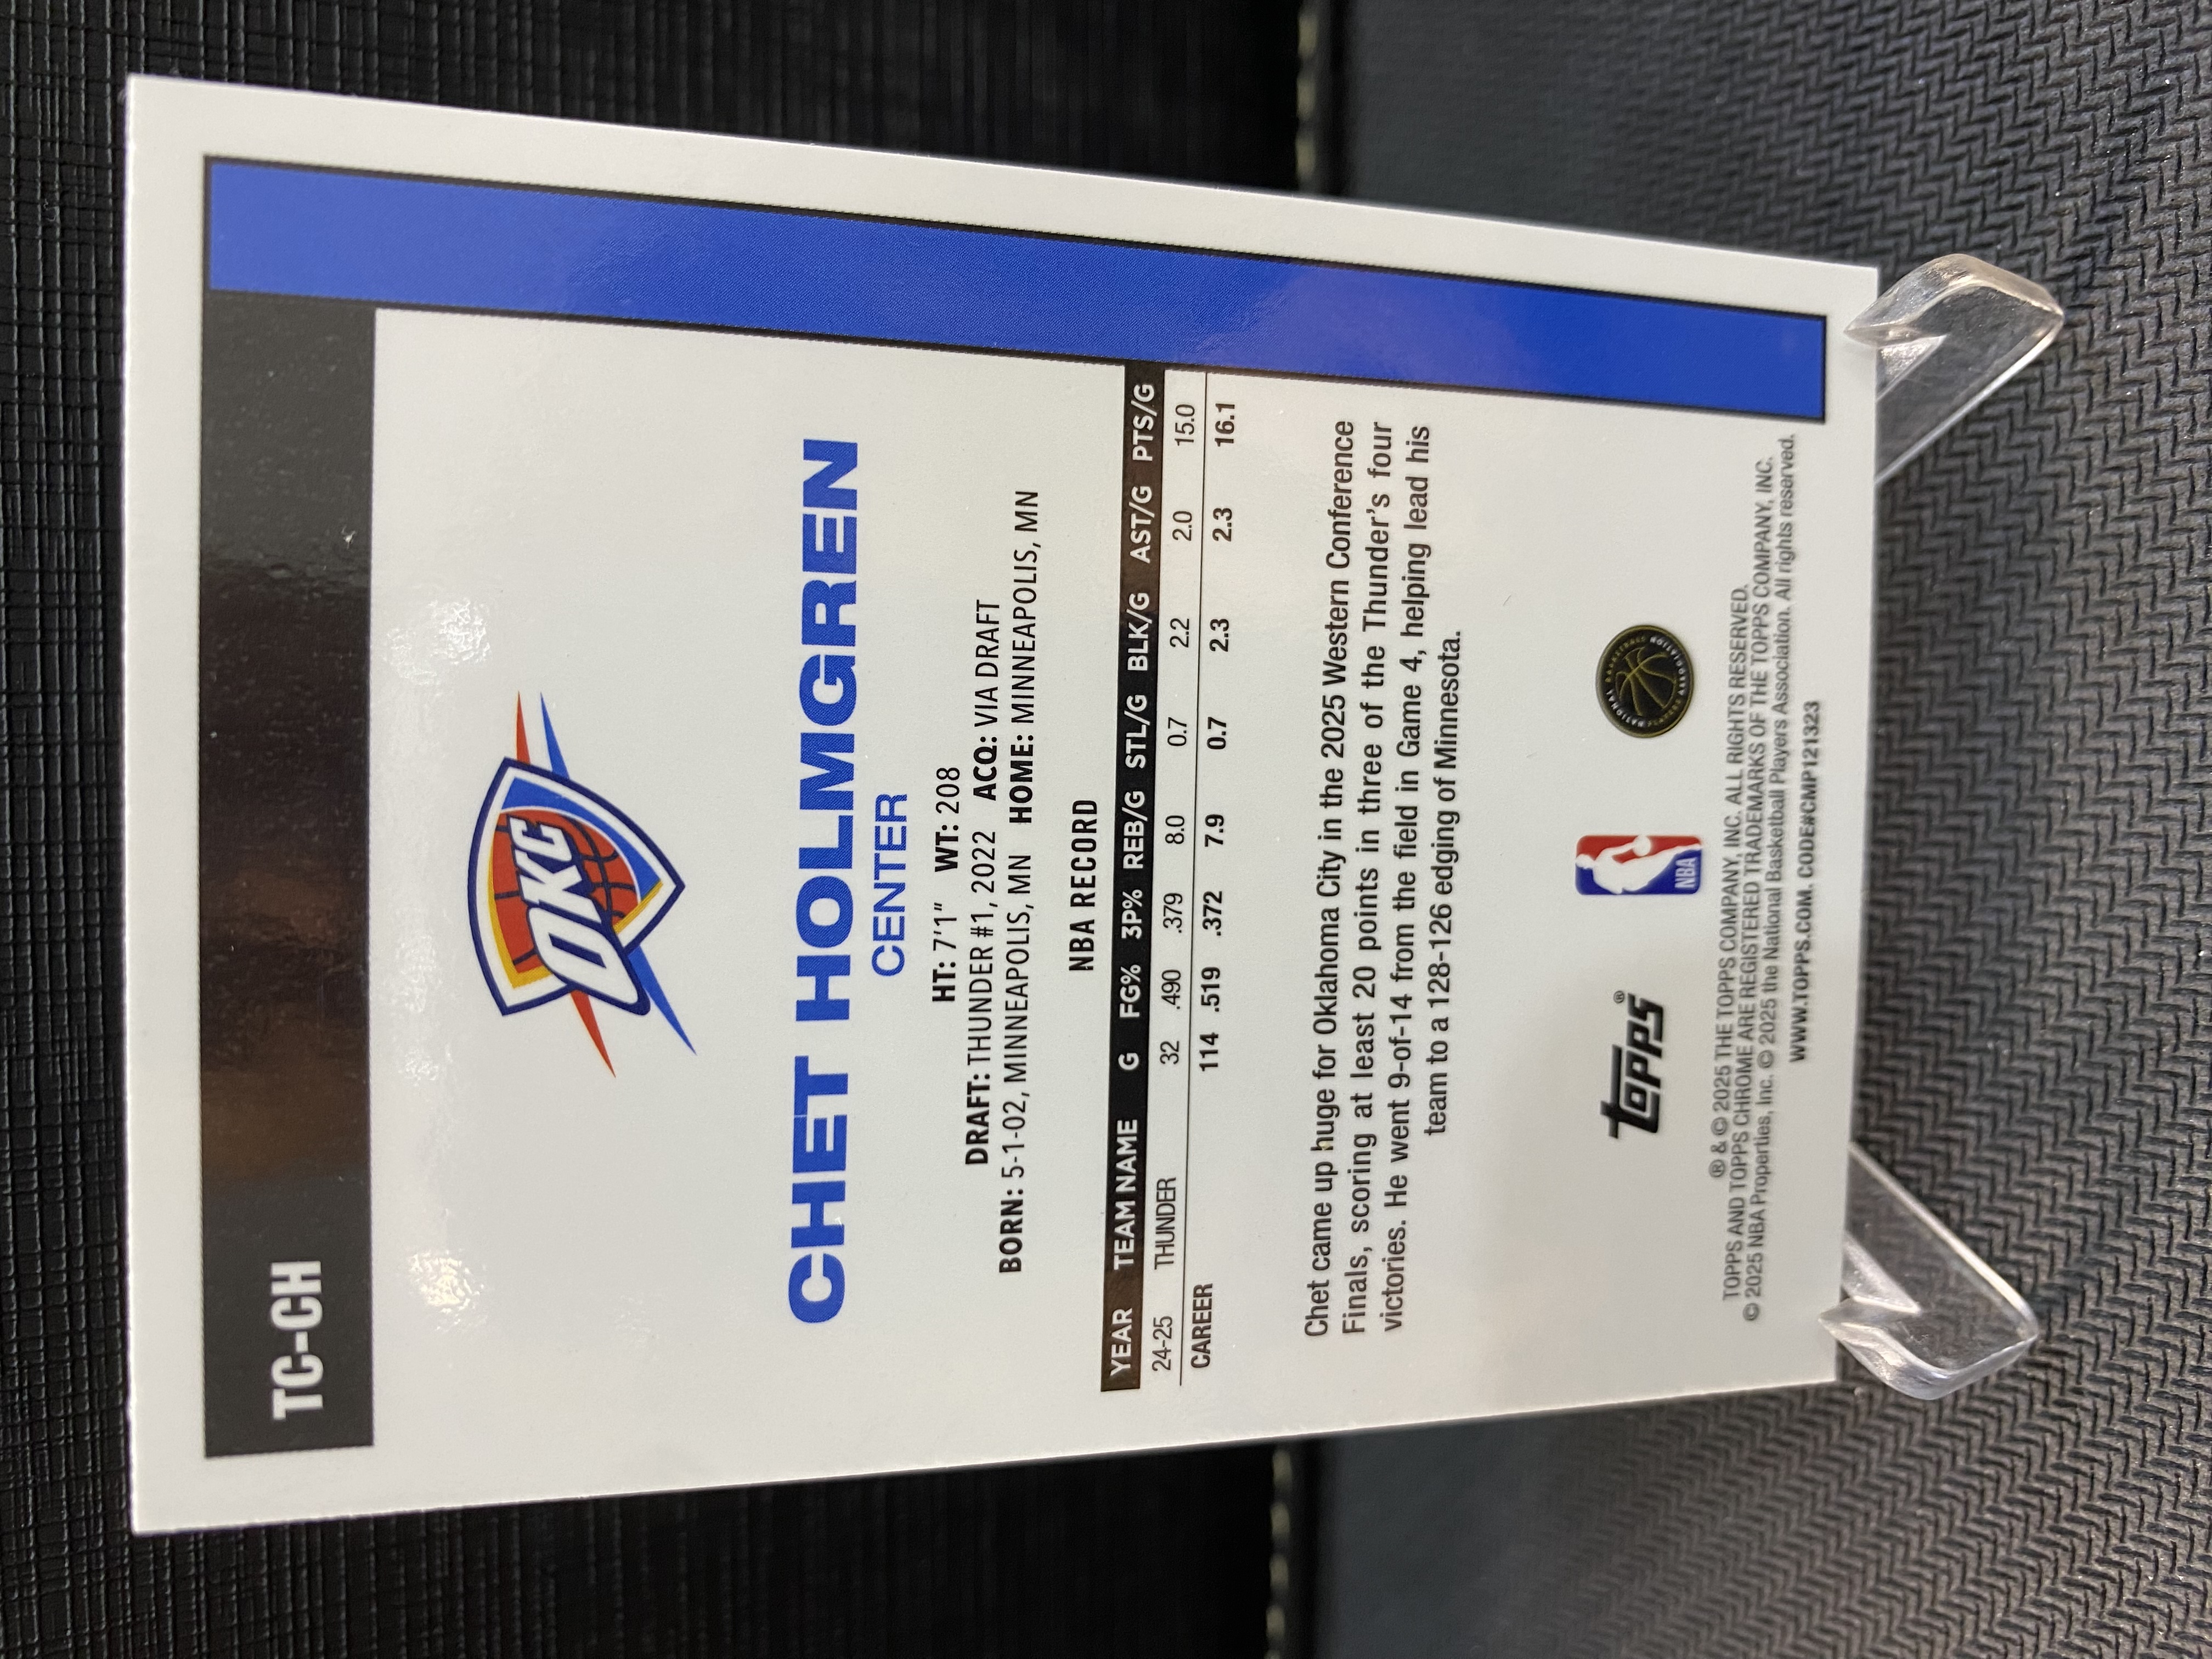 TC-CH
OKC
CHET HOLMGREN
CENTER
HT: 7'1" WT: 208
DRAFT: THUNDER #1, 2022 ACQ: VIA DRAFT
BORN: 5-1-02, MINNEAPOLIS, MN HOME: MINNEAPOLIS, MN
NBA RECORD
YEAR TEAM NAME G FG% 3P% REB/G STL/G BLK/G AST/G PTS/G
24-25 THUNDER 32 .490 .379 8.0 0.7 2.2 2.0 15.0
CAREER 114 .519 .372 7.9 0.7 2.3 2.3 16.1
Chet came up huge for Oklahoma City in the 2025 Western Conference
Finals, scoring at least 20 points in three of the Thunder's four
victories. He went 9-of-14 from the field in Game 4, helping lead his
team to a 128-126 edging of Minnesota.
Topps® NBA NATIONAL BASKETBALL PLAYERS ASSOCIATION
® & © 2025 THE TOPPS COMPANY, INC. ALL RIGHTS RESERVED.
TOPPS AND TOPPS CHROME ARE REGISTERED TRADEMARKS OF THE TOPPS COMPANY, INC.
© 2025 NBA Properties, Inc. © 2025 the National Basketball Players Association. All rights reserved.
WWW.TOPPS.COM. CODE#CMP121323